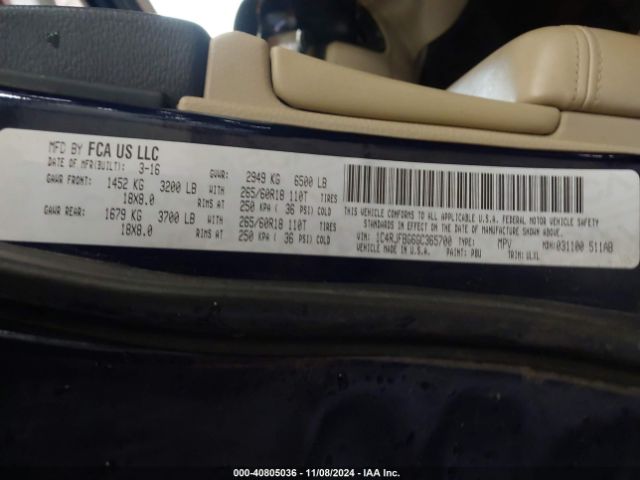 MFD BY FCA US LLC
DATE OF MFR(BUILT): 3-16 GVWR: 2949 KG 6500 LB
GAWR FRONT: 1452 KG 3200 LB WITH 265/60R18 110T TIRES
18X8.0 RIMS AT 250 KPA ( 36 PSI) COLD
GAWR REAR: 1679 KG 3700 LB WITH 265/60R18 110T TIRES
18X8.0 RIMS AT 250 KPA ( 36 PSI) COLD
THIS VEHICLE CONFORMS TO ALL APPLICABLE U.S.A. FEDERAL MOTOR VEHICLE SAFETY
STANDARDS IN EFFECT ON THE DATE OF MANUFACTURE SHOWN ABOVE.
VIN: 1C4RJFBG6GC365700 TYPE: MPV MDH: 031100 511AB
VEHICLE MADE IN U.S.A. PAINT: PBU TRIM: VLXL
00-40805036 - 11/08/2024 - IAA Inc.